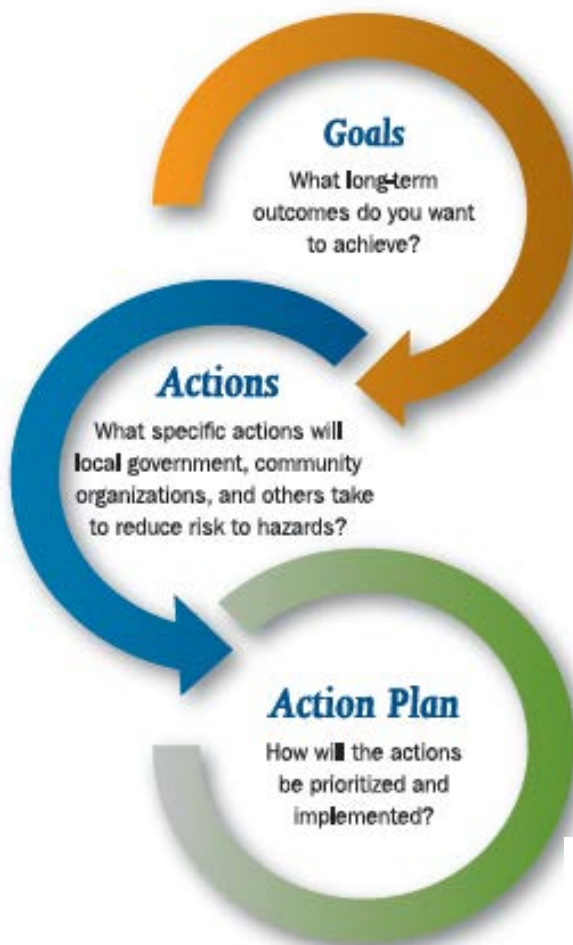 Goals
What long-term
outcomes do you want
to achieve?
Actions
What specific actions will
local government, community
organizations, and others take
to reduce risk to hazards?
Action Plan
How will the actions
be prioritized and
implemented?